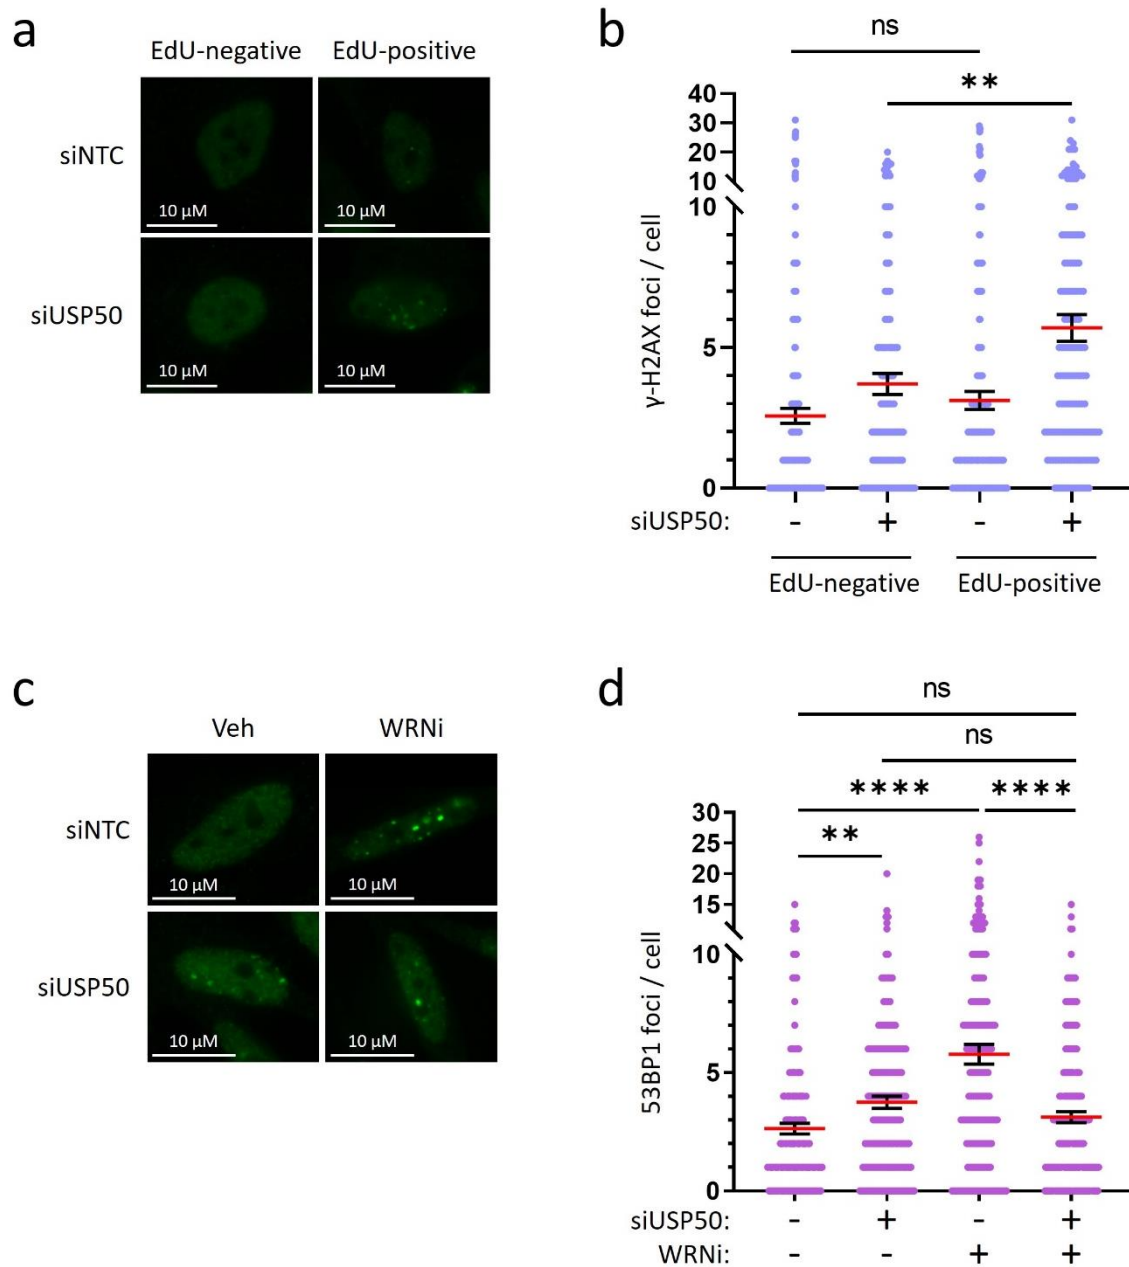 a
EdU-negative EdU-positive
siNTC
10 µM 10 µM
siUSP50
10 µM 10 µM
b
ns
**
40
30
20
10
10
5
0
γ-H2AX foci / cell
siUSP50: - + - +
EdU-negative EdU-positive
c
Veh WRNi
siNTC
10 µM 10 µM
siUSP50
10 µM 10 µM
d
ns
ns
**** ****
**
30
25
20
15
10
5
0
53BP1 foci / cell
siUSP50: - + - +
WRNi: - - + +